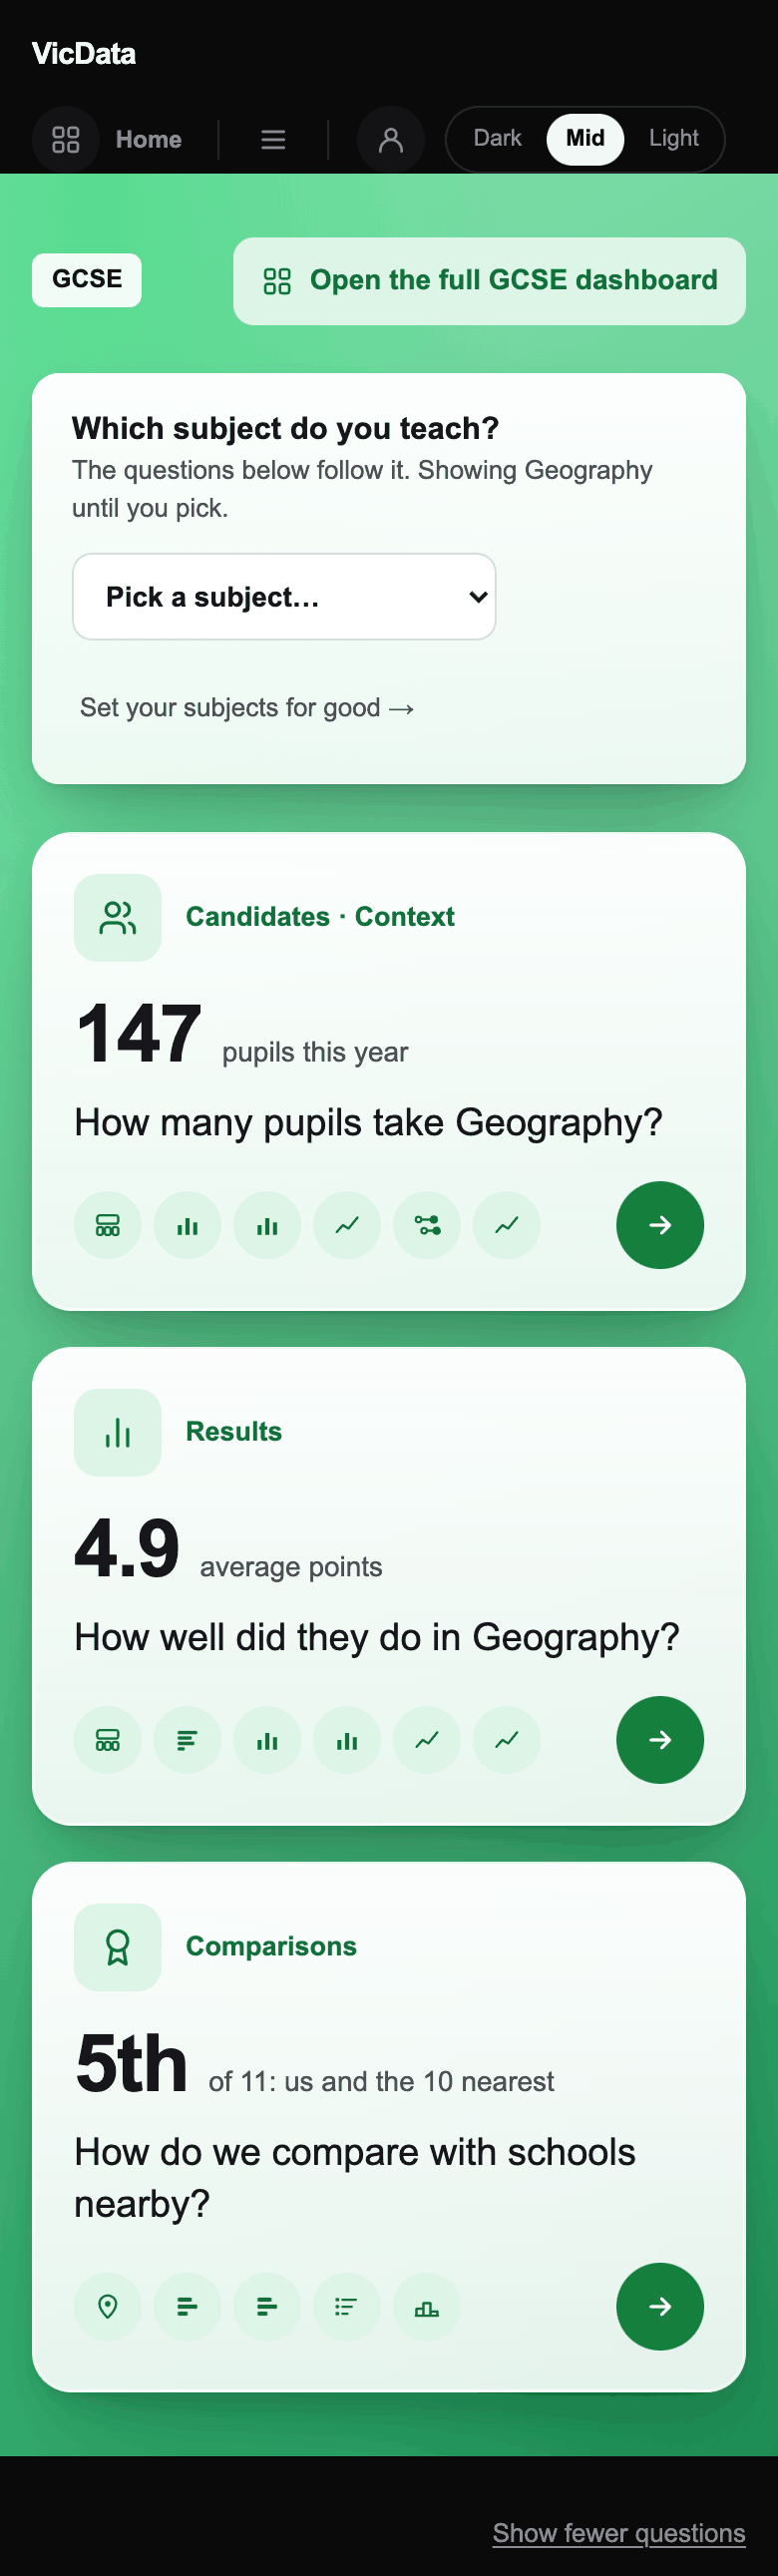 VicData
Home
Dark Mid Light
GCSE
Open the full GCSE dashboard
Which subject do you teach?
The questions below follow it. Showing Geography
until you pick.
Pick a subject...
Set your subjects for good →
Candidates · Context
147 pupils this year
How many pupils take Geography?
Results
4.9 average points
How well did they do in Geography?
Comparisons
5th of 11: us and the 10 nearest
How do we compare with schools
nearby?
Show fewer questions